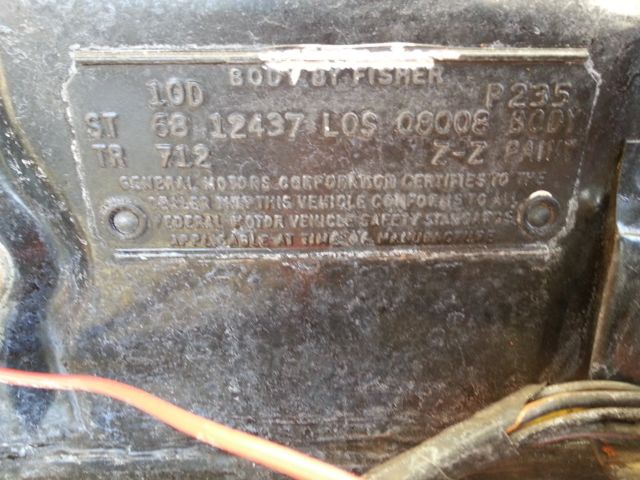 BODY BY FISHER
10D P235
ST 68 12437 LOS 08008 BODY
TR 712 Z-Z PAINT
GENERAL MOTORS CORPORATION CERTIFIES TO THE
DEALER THAT THIS VEHICLE CONFORMS TO ALL
FEDERAL MOTOR VEHICLE SAFETY STANDARDS
APPLICABLE AT TIME OF MANUFACTURE